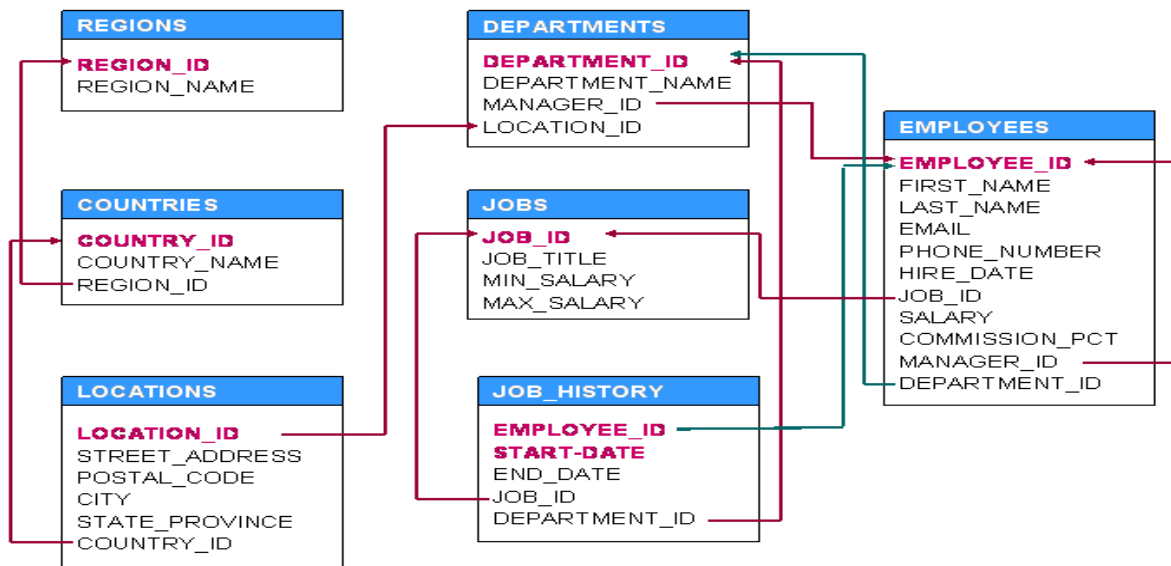 REGIONS
REGION_ID
REGION_NAME
COUNTRIES
COUNTRY_ID
COUNTRY_NAME
REGION_ID
LOCATIONS
LOCATION_ID
STREET_ADDRESS
POSTAL_CODE
CITY
STATE_PROVINCE
COUNTRY_ID
DEPARTMENTS
DEPARTMENT_ID
DEPARTMENT_NAME
MANAGER_ID
LOCATION_ID
JOBS
JOB_ID
JOB_TITLE
MIN_SALARY
MAX_SALARY
JOB_HISTORY
EMPLOYEE_ID
START-DATE
END_DATE
JOB_ID
DEPARTMENT_ID
EMPLOYEES
EMPLOYEE_ID
FIRST_NAME
LAST_NAME
EMAIL
PHONE_NUMBER
HIRE_DATE
JOB_ID
SALARY
COMMISSION_PCT
MANAGER_ID
DEPARTMENT_ID